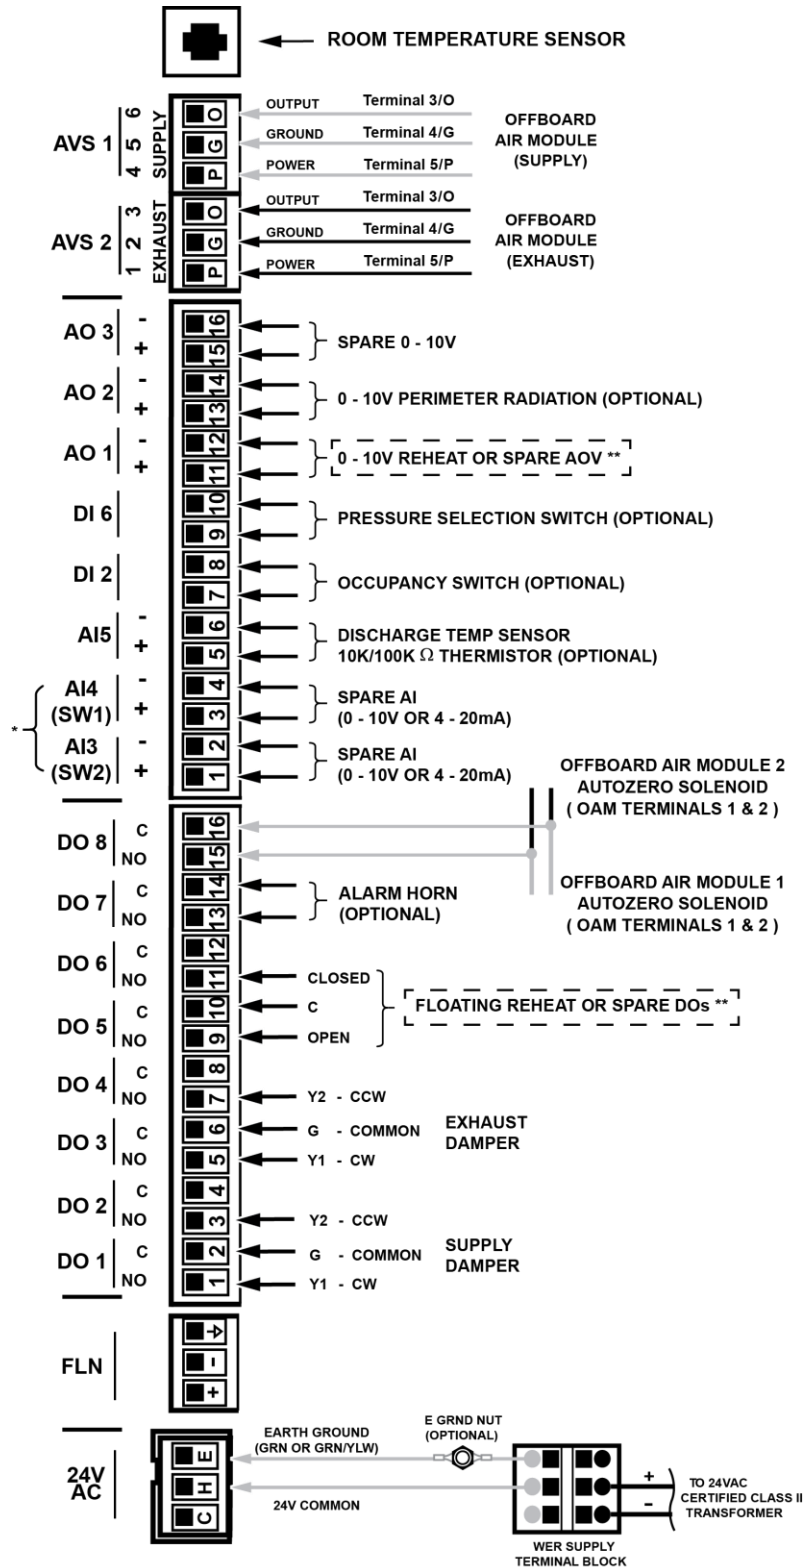 ROOM TEMPERATURE SENSOR
AVS 1
4 5 6
SUPPLY
O
G
P
OUTPUT Terminal 3/O
GROUND Terminal 4/G
POWER Terminal 5/P
OFFBOARD
AIR MODULE
(SUPPLY)
AVS 2
1 2 3
EXHAUST
O
G
P
OUTPUT Terminal 3/O
GROUND Terminal 4/G
POWER Terminal 5/P
OFFBOARD
AIR MODULE
(EXHAUST)
AO 3
- 16
+ 15
SPARE 0 - 10V
AO 2
- 14
+ 13
0 - 10V PERIMETER RADIATION (OPTIONAL)
AO 1
- 12
+ 11
0 - 10V REHEAT OR SPARE AOV **
DI 6
10
9
PRESSURE SELECTION SWITCH (OPTIONAL)
DI 2
8
7
OCCUPANCY SWITCH (OPTIONAL)
AI5
- 6
+ 5
DISCHARGE TEMP SENSOR
10K/100K Ω THERMISTOR (OPTIONAL)
*
AI4
(SW1)
- 4
+ 3
SPARE AI
(0 - 10V OR 4 - 20mA)
AI3
(SW2)
- 2
+ 1
SPARE AI
(0 - 10V OR 4 - 20mA)
OFFBOARD AIR MODULE 2
AUTOZERO SOLENOID
( OAM TERMINALS 1 & 2 )
DO 8
C 16
NO 15
OFFBOARD AIR MODULE 1
AUTOZERO SOLENOID
( OAM TERMINALS 1 & 2 )
DO 7
C 14
NO 13
ALARM HORN
(OPTIONAL)
DO 6
C 12
NO 11 CLOSED
DO 5
C 10 C
NO 9 OPEN
FLOATING REHEAT OR SPARE DOs **
DO 4
C 8
NO 7 Y2 - CCW
DO 3
C 6 G - COMMON
NO 5 Y1 - CW
EXHAUST
DAMPER
DO 2
C 4
NO 3 Y2 - CCW
DO 1
C 2 G - COMMON
NO 1 Y1 - CW
SUPPLY
DAMPER
FLN
-
+
24V
AC
E
H
C
EARTH GROUND
(GRN OR GRN/YLW)
E GRND NUT
(OPTIONAL)
24V COMMON
+
-
TO 24VAC
CERTIFIED CLASS II
TRANSFORMER
WER SUPPLY
TERMINAL BLOCK